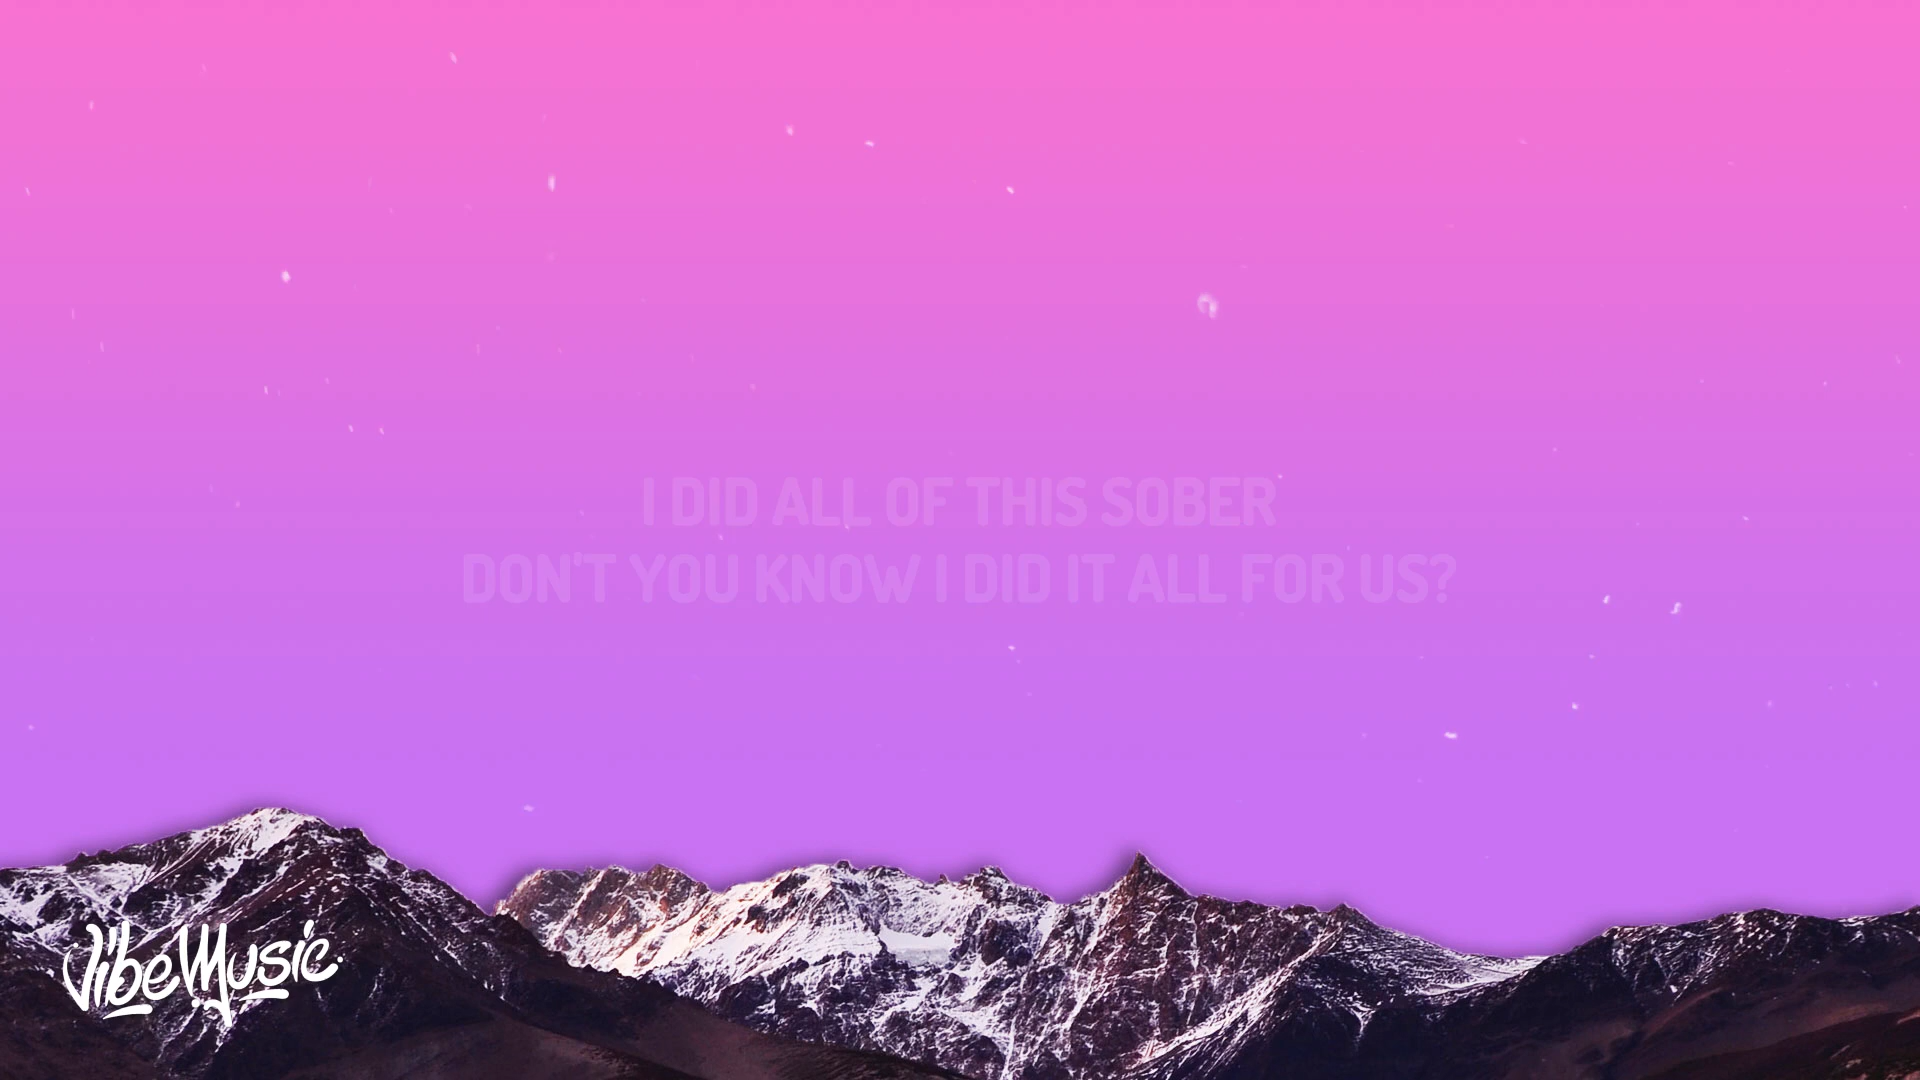 I DID ALL OF THIS SOBER
DON'T YOU KNOW I DID IT ALL FOR US?
VibeMusic